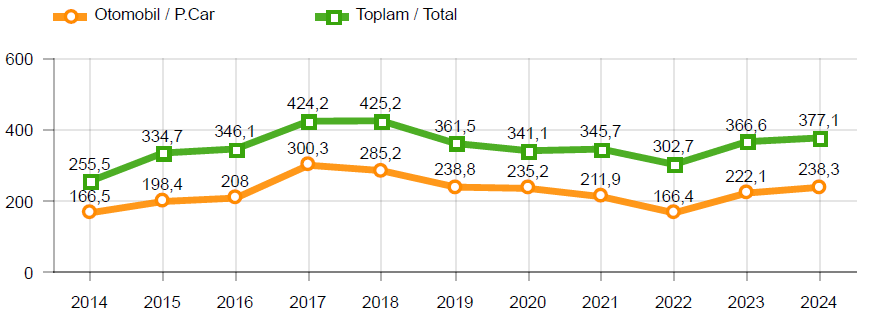 Otomobil / P.Car Toplam / Total
600
400
200
0
255,5 334,7 346,1 424,2 425,2 361,5 341,1 345,7 302,7 366,6 377,1
166,5 198,4 208 300,3 285,2 238,8 235,2 211,9 166,4 222,1 238,3
2014 2015 2016 2017 2018 2019 2020 2021 2022 2023 2024